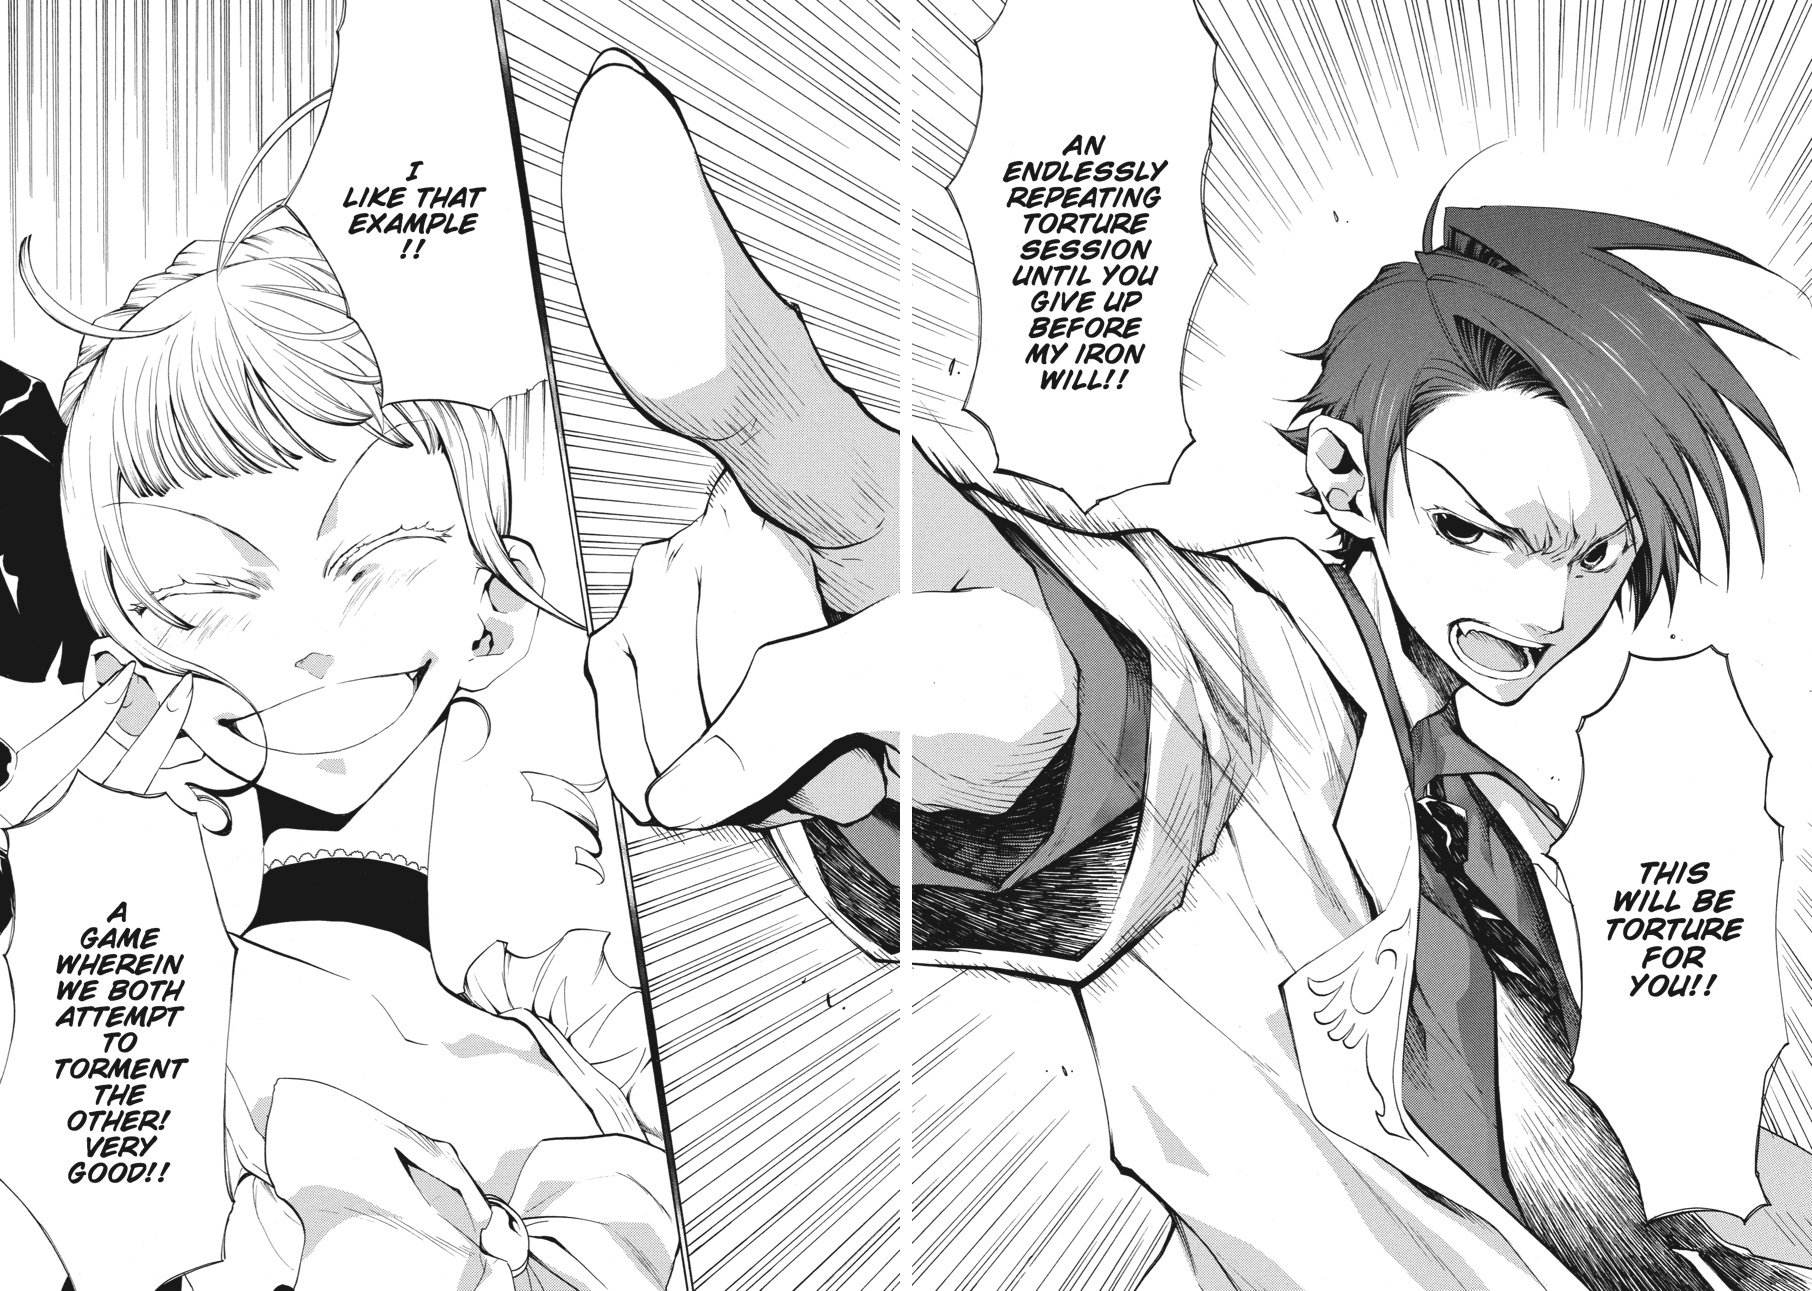 THIS
WILL BE
TORTURE
FOR
YOU!!
AN
ENDLESSLY
REPEATING
TORTURE
SESSION
UNTIL YOU
GIVE UP
BEFORE
MY IRON
WILL!!
I
LIKE THAT
EXAMPLE
!!
A
GAME
WHEREIN
WE BOTH
ATTEMPT
TO
TORMENT
THE
OTHER!
VERY
GOOD!!